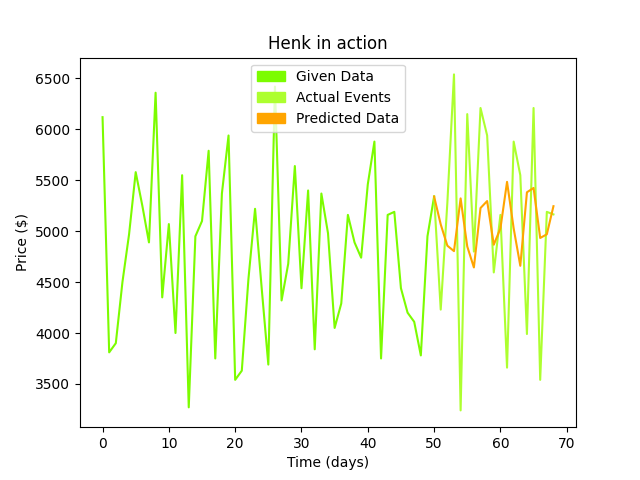 Henk in action
Given Data
Actual Events
Predicted Data
Price ($)
6500
6000
5500
5000
4500
4000
3500
0 10 20 30 40 50 60 70
Time (days)